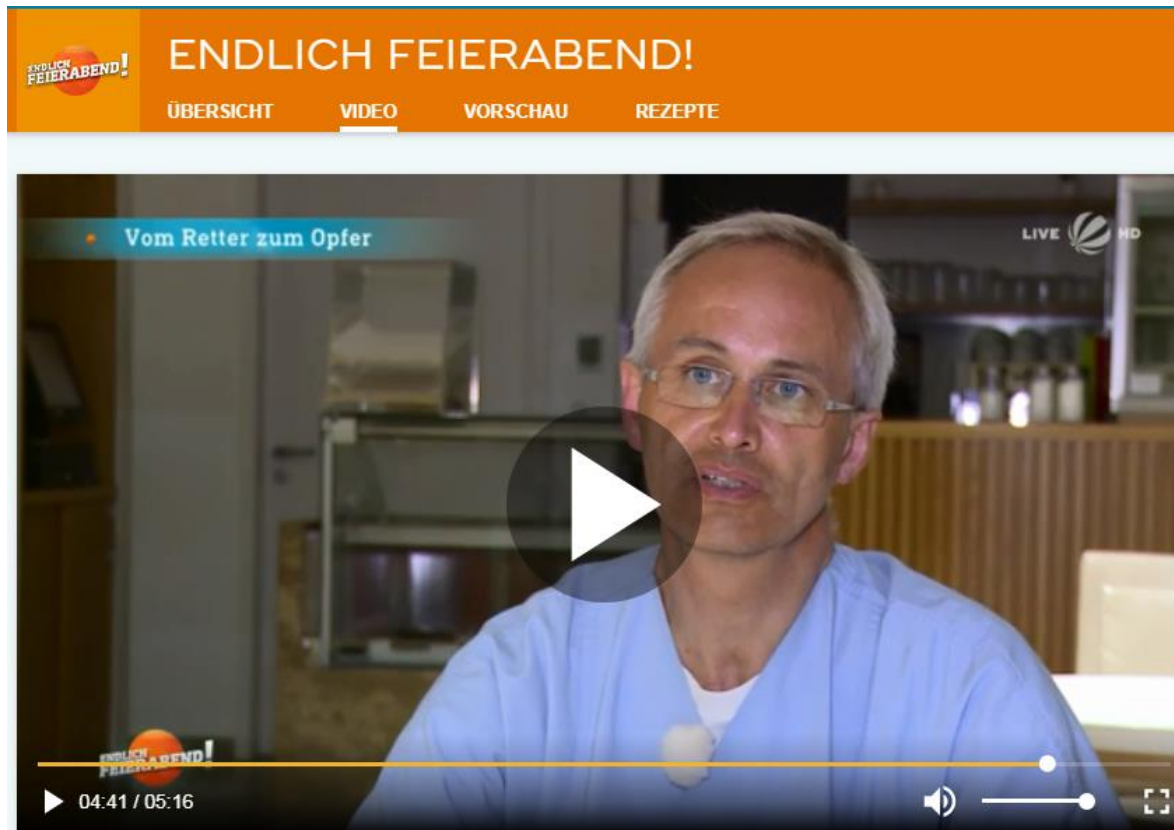 ENDLICH
FEIERABEND!
ENDLICH FEIERABEND!
ÜBERSICHT VIDEO VORSCHAU REZEPTE
Vom Retter zum Opfer
LIVE HD
ENDLICH
FEIERABEND!
04:41 / 05:16